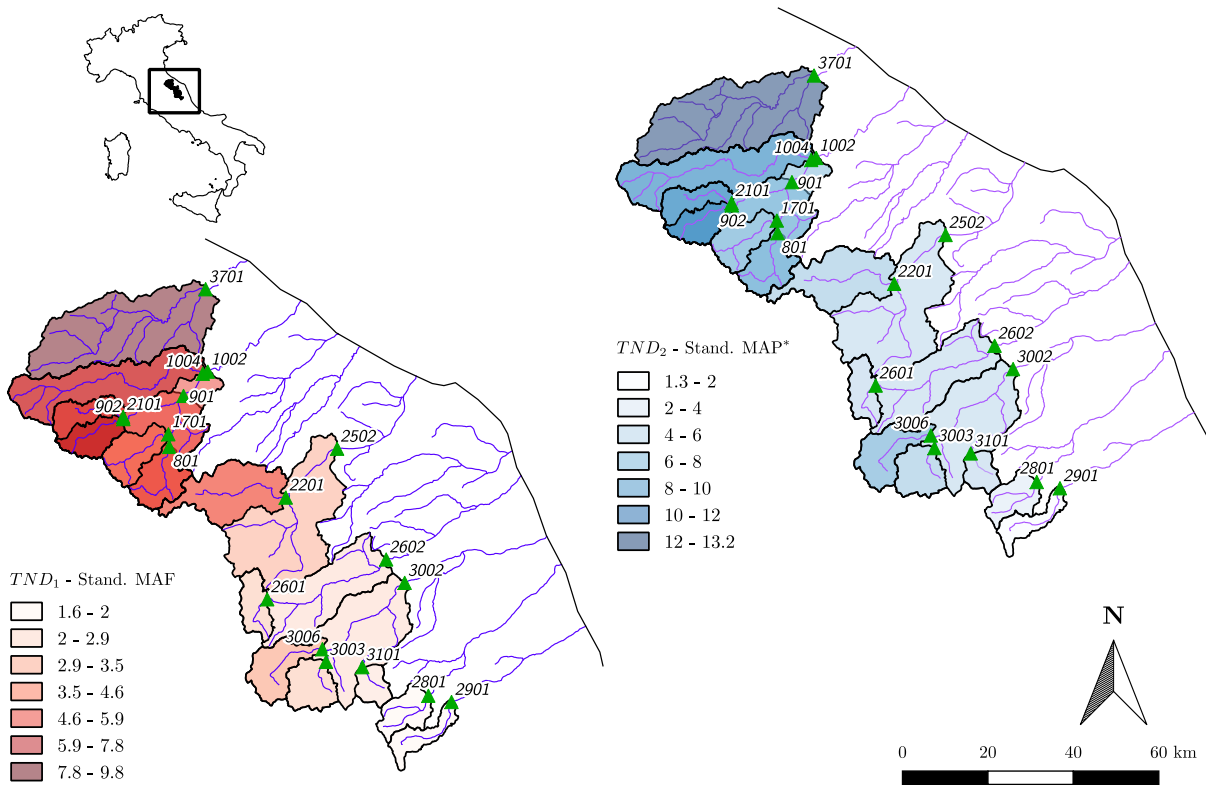 3701
1004
1002
901
2101
902
1701
801
2502
2201
2602
3002
2601
3006
3003
3101
2801
2901
TND₂ - Stand. MAP*
1.3 - 2
2 - 4
4 - 6
6 - 8
8 - 10
10 - 12
12 - 13.2
3701
1004
1002
901
902
2101
1701
801
2502
2201
2602
3002
2601
3006
3003
3101
2801
2901
TND₁ - Stand. MAF
1.6 - 2
2 - 2.9
2.9 - 3.5
3.5 - 4.6
4.6 - 5.9
5.9 - 7.8
7.8 - 9.8
N
0 20 40 60 km